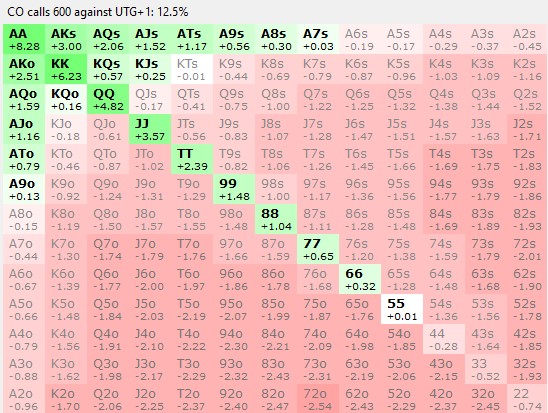 CO calls 600 against UTG+1: 12.5%
AA AKs AQs AJs ATs A9s A8s A7s A6s A5s A4s A3s A2s
+8.28 +3.00 +2.06 +1.52 +1.17 +0.56 +0.30 +0.03 -0.19 -0.17 -0.29 -0.37 -0.45
AKo KK KQs KJs KTs K9s K8s K7s K6s K5s K4s K3s K2s
+2.51 +6.23 +0.57 +0.25 -0.01 -0.44 -0.69 -0.79 -0.87 -0.96 -1.03 -1.09 -1.16
AQo KQo QQ QJs QTs Q9s Q8s Q7s Q6s Q5s Q4s Q3s Q2s
+1.59 +0.16 +4.82 -0.17 -0.41 -0.75 -1.00 -1.22 -1.25 -1.32 -1.38 -1.44 -1.52
AJo KJo QJo JJ JTs J9s J8s J7s J6s J5s J4s J3s J2s
+1.16 -0.18 -0.61 +3.57 -0.56 -0.83 -1.07 -1.28 -1.47 -1.51 -1.57 -1.63 -1.71
ATo KTo QTo JTo TT T9s T8s T7s T6s T5s T4s T3s T2s
+0.79 -0.46 -0.87 -1.02 +2.39 -0.82 -1.06 -1.26 -1.45 -1.66 -1.69 -1.75 -1.83
A9o K9o Q9o J9o T9o 99 98s 97s 96s 95s 94s 93s 92s
+0.13 -0.92 -1.24 -1.31 -1.29 +1.48 -1.00 -1.17 -1.36 -1.56 -1.77 -1.79 -1.86
A8o K8o Q8o J8o T8o 98o 88 87s 86s 85s 84s 83s 82s
-0.15 -1.19 -1.50 -1.57 -1.55 -1.48 +1.04 -1.11 -1.28 -1.48 -1.69 -1.89 -1.93
A7o K7o Q7o J7o T7o 97o 87o 77 76s 75s 74s 73s 72s
-0.44 -1.30 -1.74 -1.79 -1.76 -1.66 -1.59 +0.65 -1.20 -1.38 -1.59 -1.79 -2.01
A6o K6o Q6o J6o T6o 96o 86o 76o 66 65s 64s 63s 62s
-0.67 -1.39 -1.77 -2.00 -1.97 -1.86 -1.78 -1.68 +0.32 -1.28 -1.48 -1.68 -1.90
A5o K5o Q5o J5o T5o 95o 85o 75o 65o 55 54s 53s 52s
-0.66 -1.48 -1.84 -2.03 -2.19 -2.07 -1.99 -1.87 -1.76 +0.01 -1.36 -1.56 -1.78
A4o K4o Q4o J4o T4o 94o 84o 74o 64o 54o 44 43s 42s
-0.79 -1.56 -1.91 -2.10 -2.22 -2.30 -2.21 -2.09 -1.98 -1.85 -0.28 -1.64 -1.85
A3o K3o Q3o J3o T3o 93o 83o 73o 63o 53o 43o 33 32s
-0.88 -1.62 -1.98 -2.17 -2.29 -2.32 -2.43 -2.31 -2.19 -2.06 -2.15 -0.52 -1.93
A2o K2o Q2o J2o T2o 92o 82o 72o 62o 52o 42o 32o 22
-0.96 -1.70 -2.06 -2.25 -2.37 -2.40 -2.47 -2.54 -2.43 -2.29 -2.37 -2.45 -0.74